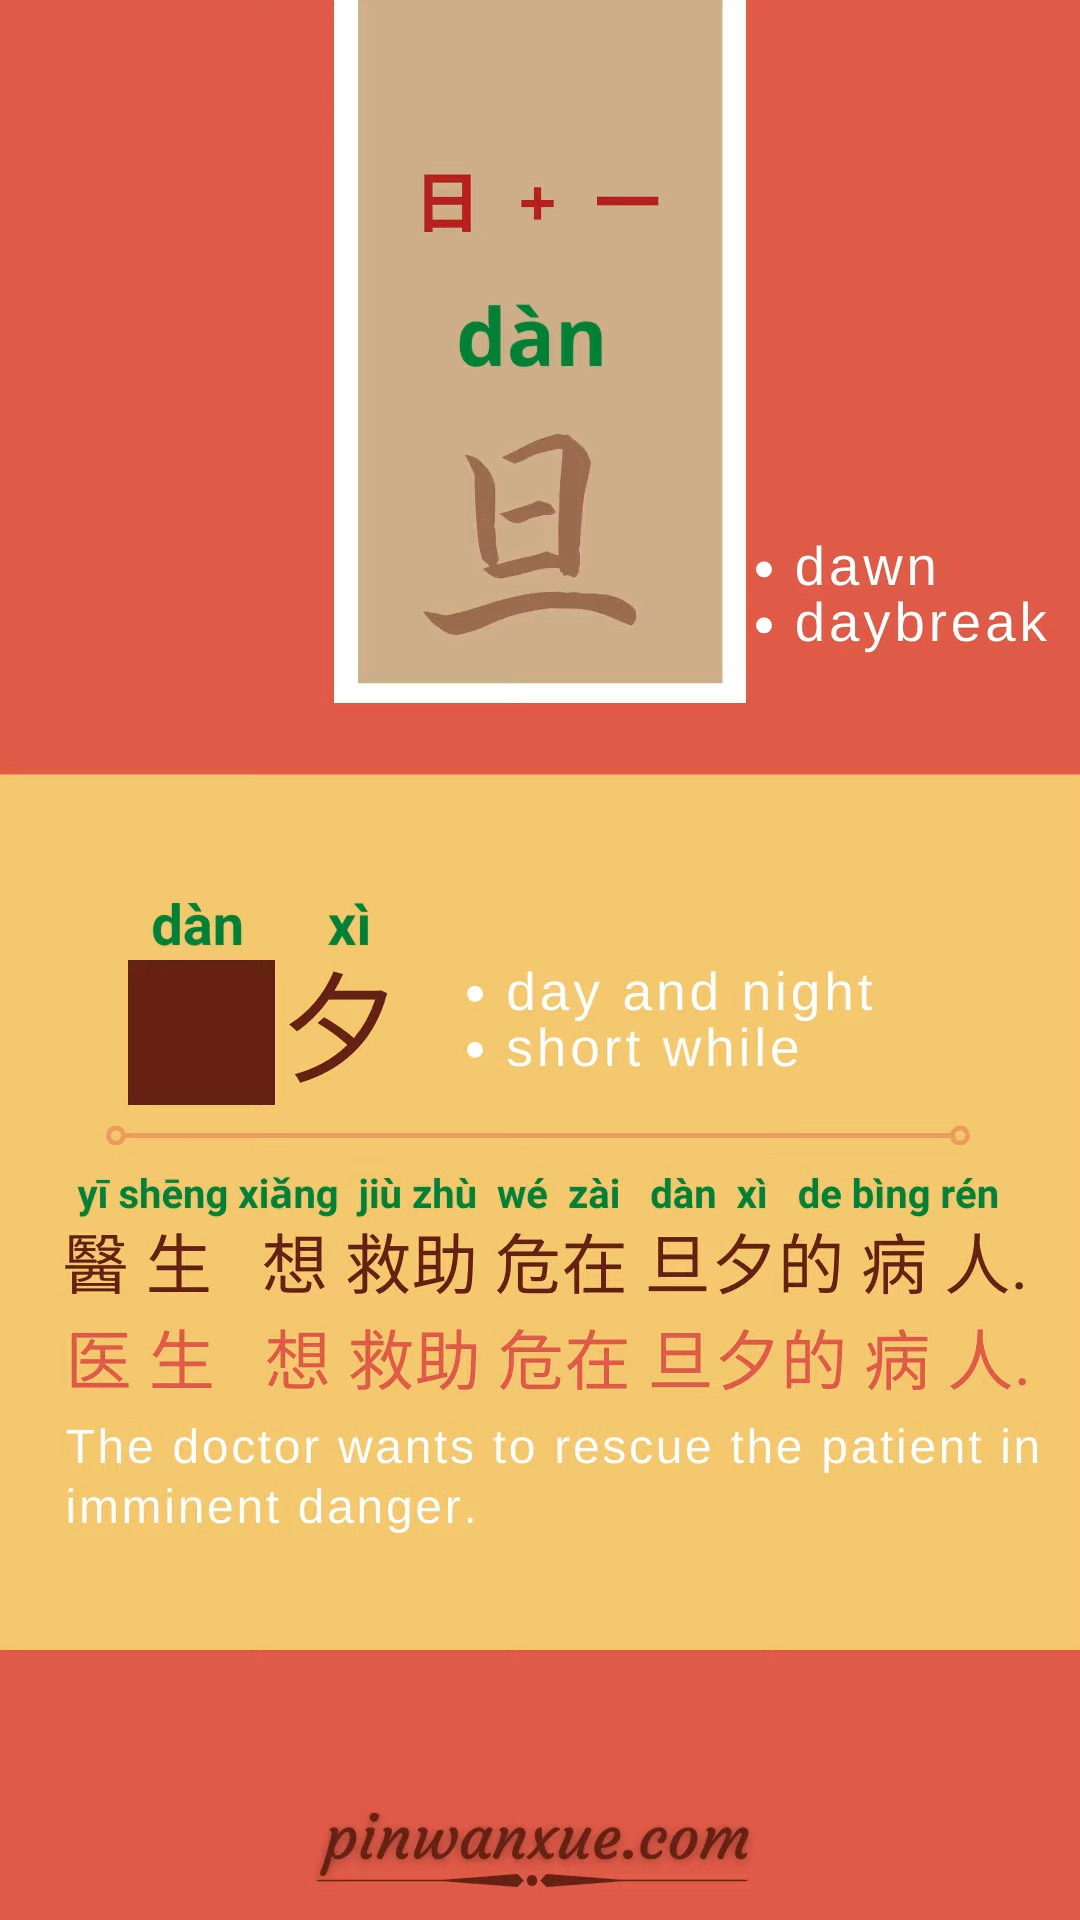 日 + 一
dàn
旦
• dawn
• daybreak
dàn xì
夕
• day and night
• short while
yī shēng xiǎng jiù zhù wé zài dàn xì de bìng rén
醫生 想救助危在旦夕的病人.
医生 想救助危在旦夕的病人.
The doctor wants to rescue the patient in
imminent danger.
pinwanxue.com